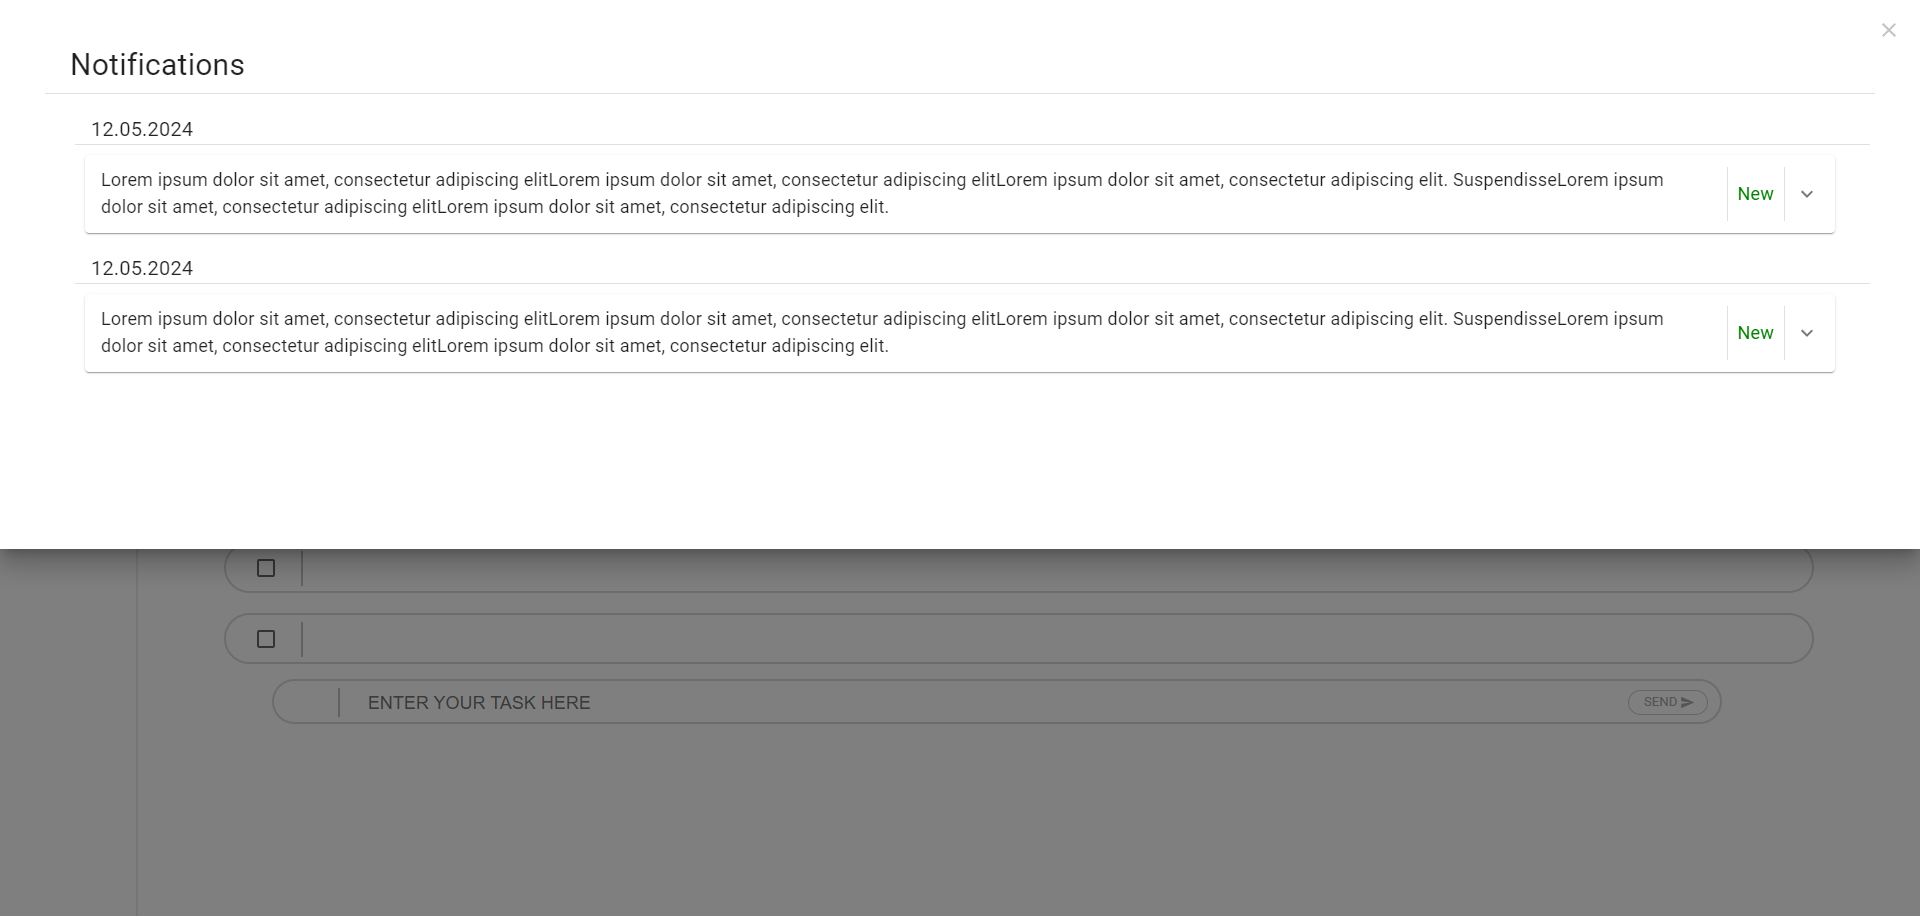 Notifications
12.05.2024
Lorem ipsum dolor sit amet, consectetur adipiscing elitLorem ipsum dolor sit amet, consectetur adipiscing elitLorem ipsum dolor sit amet, consectetur adipiscing elit. SuspendisseLorem ipsum
dolor sit amet, consectetur adipiscing elitLorem ipsum dolor sit amet, consectetur adipiscing elit.
New
12.05.2024
Lorem ipsum dolor sit amet, consectetur adipiscing elitLorem ipsum dolor sit amet, consectetur adipiscing elitLorem ipsum dolor sit amet, consectetur adipiscing elit. SuspendisseLorem ipsum
dolor sit amet, consectetur adipiscing elitLorem ipsum dolor sit amet, consectetur adipiscing elit.
New
ENTER YOUR TASK HERE
SEND